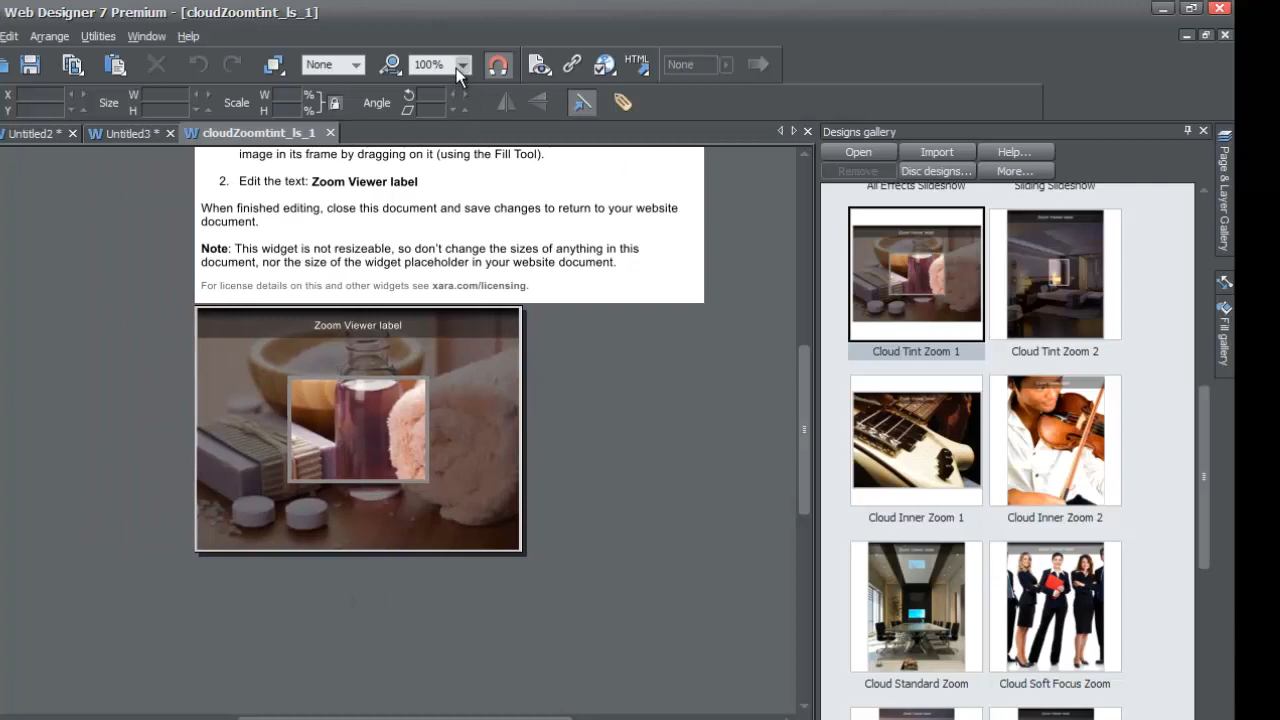 Web Designer 7 Premium - [cloudZoomtint_ls_1]
Edit Arrange Utilities Window Help
None 100% HTML None
X Size W % Scale W % Angle
Y H H %
Untitled2 * Untitled3 * cloudZoomtint_ls_1
Designs gallery
Open Import Help...
Remove Disc designs... More...
image in its frame by dragging on it (using the Fill Tool).
2. Edit the text: Zoom Viewer label
When finished editing, close this document and save changes to return to your website
document.
Note: This widget is not resizeable, so don't change the sizes of anything in this
document, nor the size of the widget placeholder in your website document.
For license details on this and other widgets see xara.com/licensing.
Zoom Viewer label
All Effects Slideshow Sliding Slideshow
Cloud Tint Zoom 1 Cloud Tint Zoom 2
Cloud Inner Zoom 1 Cloud Inner Zoom 2
Cloud Standard Zoom Cloud Soft Focus Zoom
Page & Layer Gallery
Fill gallery